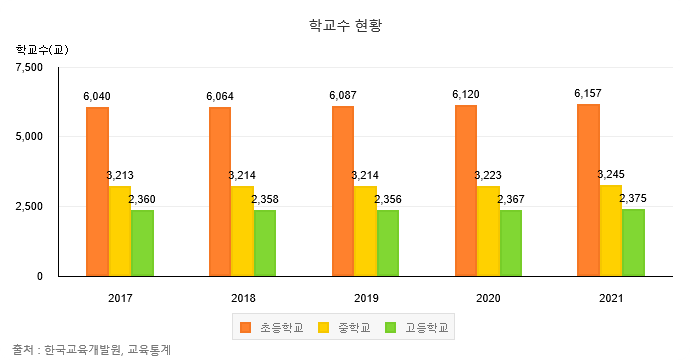 학교수 현황
학교수(교)
7,500
5,000
2,500
0
6,040 3,213 2,360
6,064 3,214 2,358
6,087 3,214 2,356
6,120 3,223 2,367
6,157 3,245 2,375
2017 2018 2019 2020 2021
초등학교 중학교 고등학교
출처 : 한국교육개발원, 교육통계